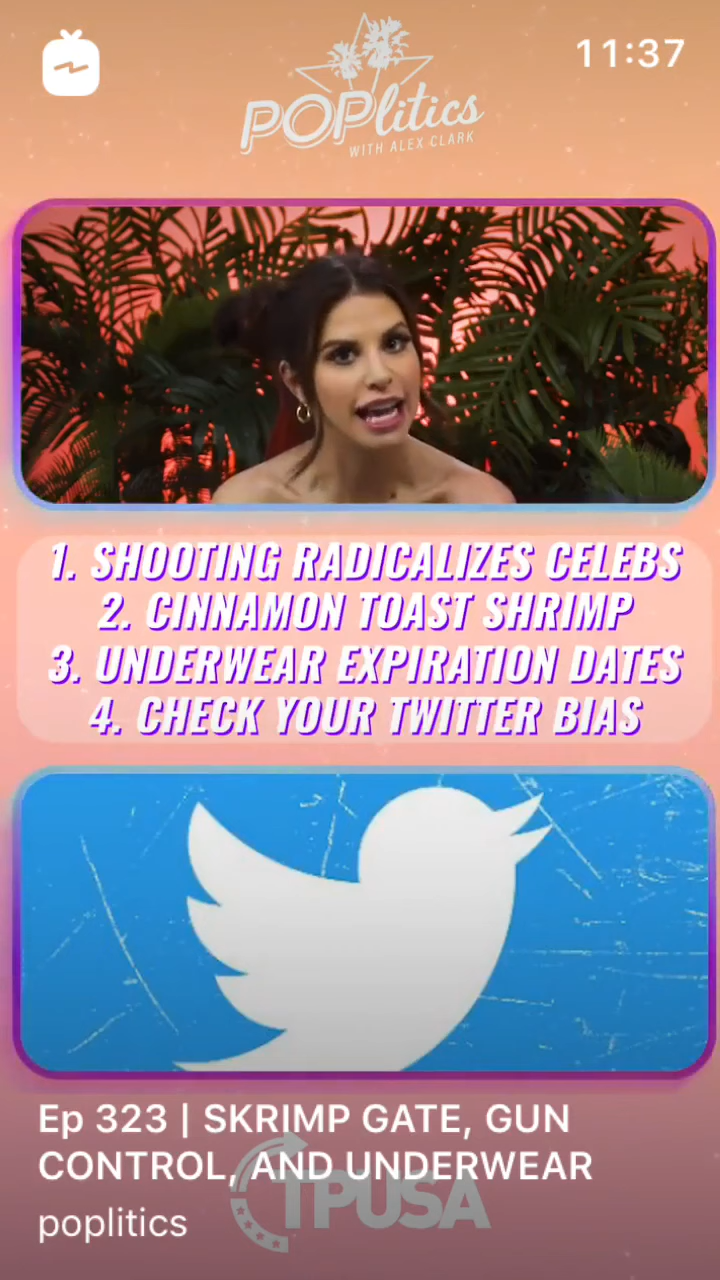 11:37
POPlitics
WITH ALEX CLARK
1. SHOOTING RADICALIZES CELEBS
2. CINNAMON TOAST SHRIMP
3. UNDERWEAR EXPIRATION DATES
4. CHECK YOUR TWITTER BIAS
Ep 323 | SKRIMP GATE, GUN
CONTROL, AND UNDERWEAR
TPUSA
poplitics